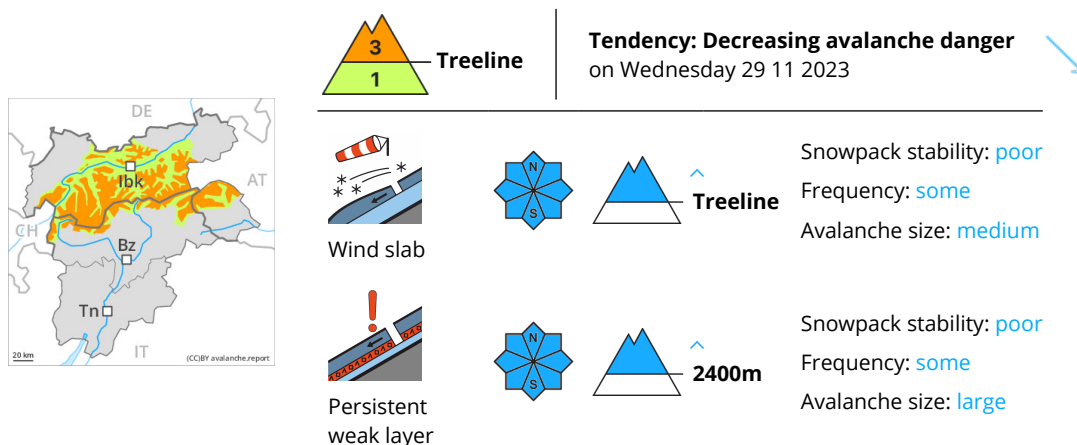 3
1
Treeline
Tendency: Decreasing avalanche danger
on Wednesday 29 11 2023
DE
AT
CH
IT
Ibk
Bz
Tn
20 km
(CC)BY avalanche.report
Wind slab
N
S
Treeline
Snowpack stability: poor
Frequency: some
Avalanche size: medium
Persistent
weak layer
N
S
2400m
Snowpack stability: poor
Frequency: some
Avalanche size: large